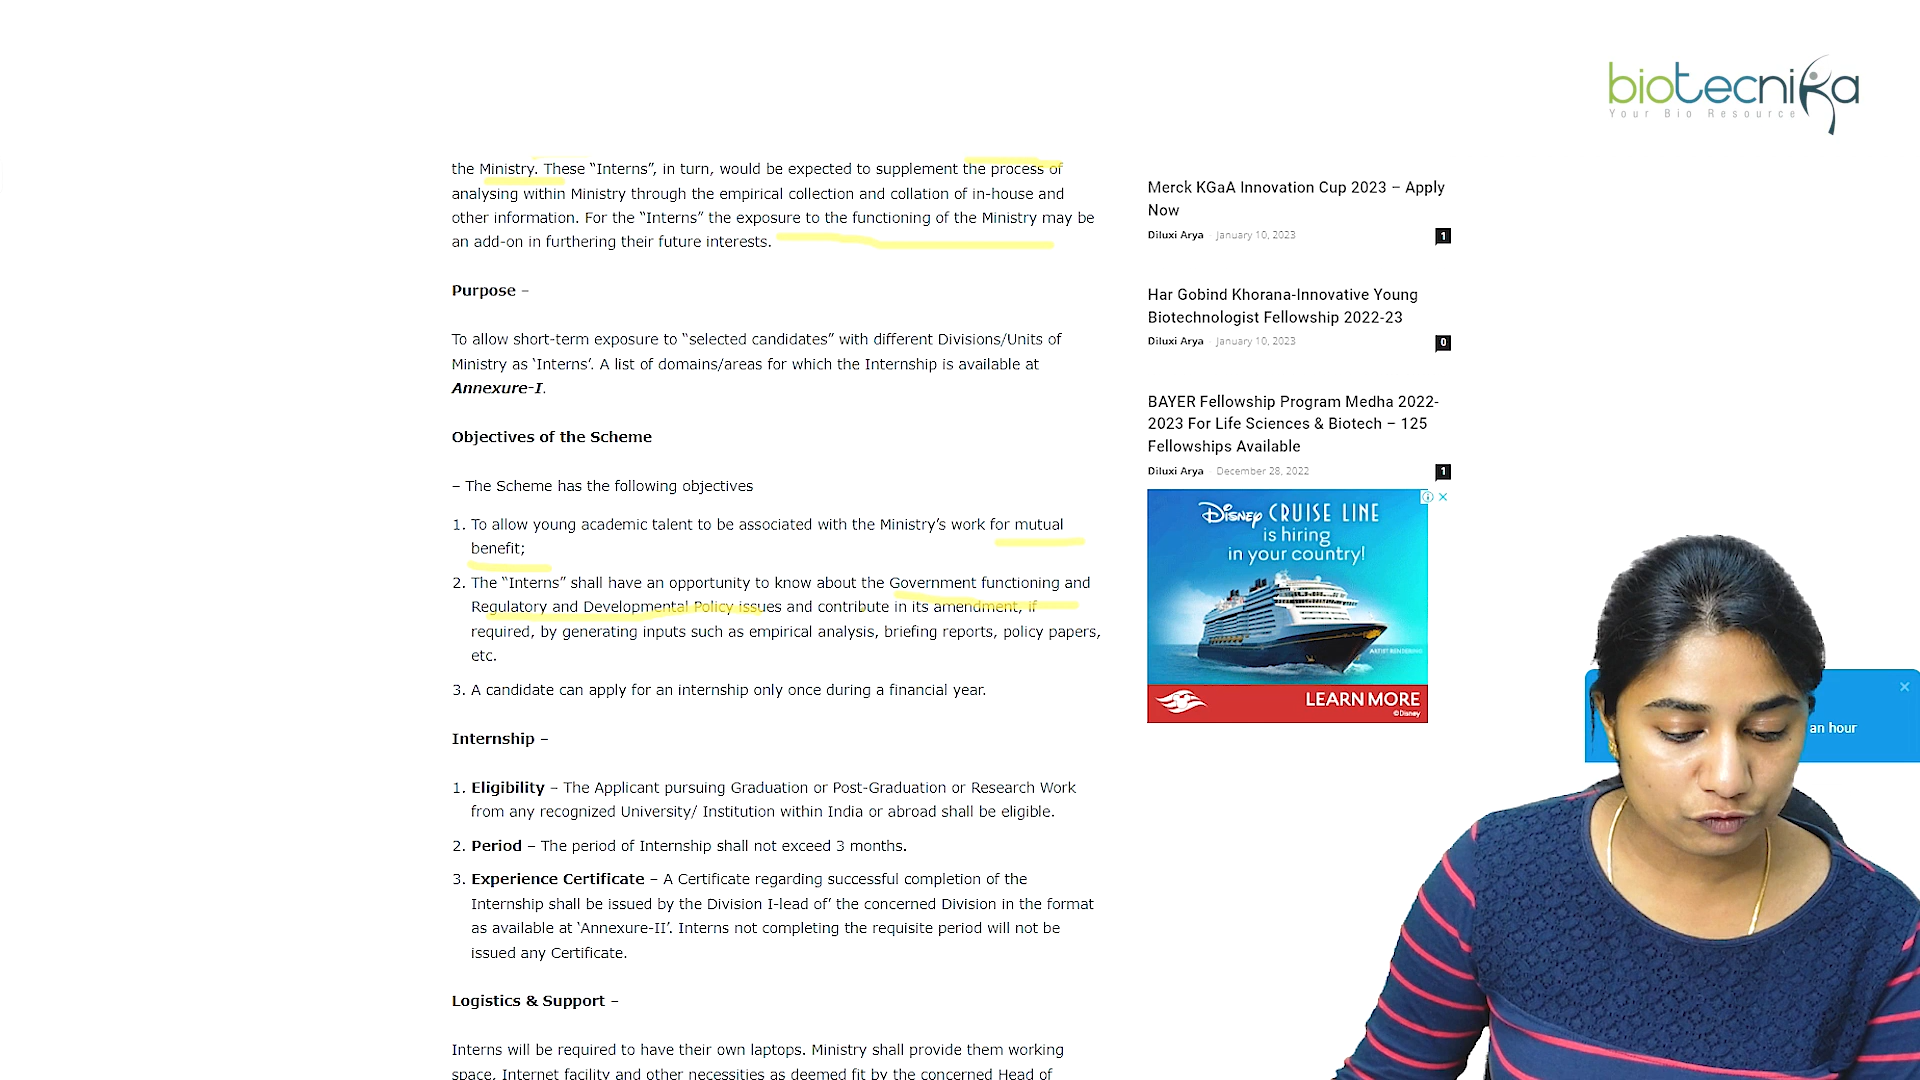 biotecnika
Your Bio Resource
the Ministry. These “Interns”, in turn, would be expected to supplement the process of
analysing within Ministry through the empirical collection and collation of in-house and
other information. For the “Interns” the exposure to the functioning of the Ministry may be
an add-on in furthering their future interests.
Purpose –
To allow short-term exposure to “selected candidates” with different Divisions/Units of
Ministry as ‘Interns’. A list of domains/areas for which the Internship is available at
Annexure-I.
Objectives of the Scheme
– The Scheme has the following objectives
1. To allow young academic talent to be associated with the Ministry’s work for mutual
benefit;
2. The “Interns” shall have an opportunity to know about the Government functioning and
Regulatory and Developmental Policy issues and contribute in its amendment, if
required, by generating inputs such as empirical analysis, briefing reports, policy papers,
etc.
3. A candidate can apply for an internship only once during a financial year.
Internship –
1. Eligibility – The Applicant pursuing Graduation or Post-Graduation or Research Work
from any recognized University/ Institution within India or abroad shall be eligible.
2. Period – The period of Internship shall not exceed 3 months.
3. Experience Certificate – A Certificate regarding successful completion of the
Internship shall be issued by the Division I-lead of’ the concerned Division in the format
as available at ‘Annexure-II’. Interns not completing the requisite period will not be
issued any Certificate.
Logistics & Support –
Interns will be required to have their own laptops. Ministry shall provide them working
space, Internet facility and other necessities as deemed fit by the concerned Head of
Merck KGaA Innovation Cup 2023 – Apply
Now
Diluxi Arya - January 10, 2023
1
Har Gobind Khorana-Innovative Young
Biotechnologist Fellowship 2022-23
Diluxi Arya - January 10, 2023
0
BAYER Fellowship Program Medha 2022-
2023 For Life Sciences & Biotech – 125
Fellowships Available
Diluxi Arya - December 28, 2022
1
Disney CRUISE LINE
is hiring
in your country!
ARTIST RENDERING
LEARN MORE
©Disney
an hour